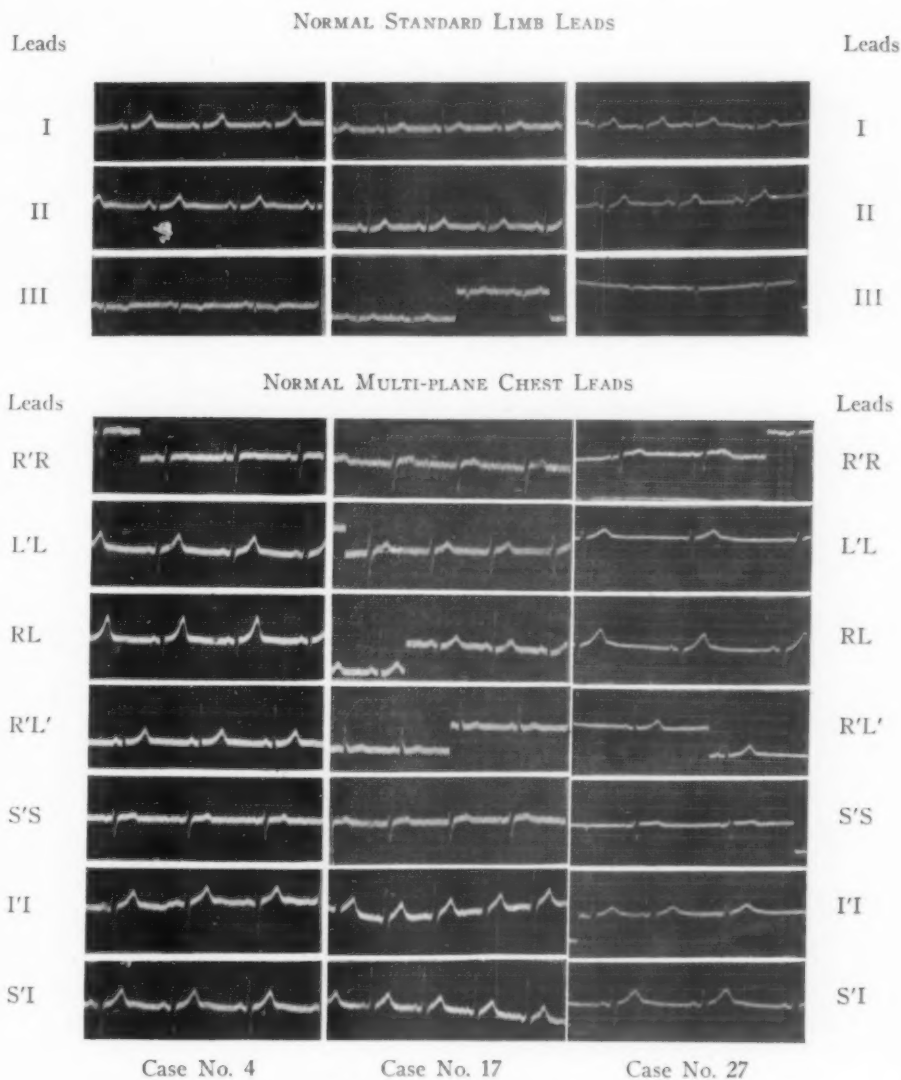 NORMAL STANDARD LIMB LEADS
Leads Leads
I I
II II
III III
NORMAL MULTI-PLANE CHEST LEADS
Leads Leads
R'R R'R
L'L L'L
RL RL
R'L' R'L'
S'S S'S
I'I I'I
S'I S'I
Case No. 4 Case No. 17 Case No. 27